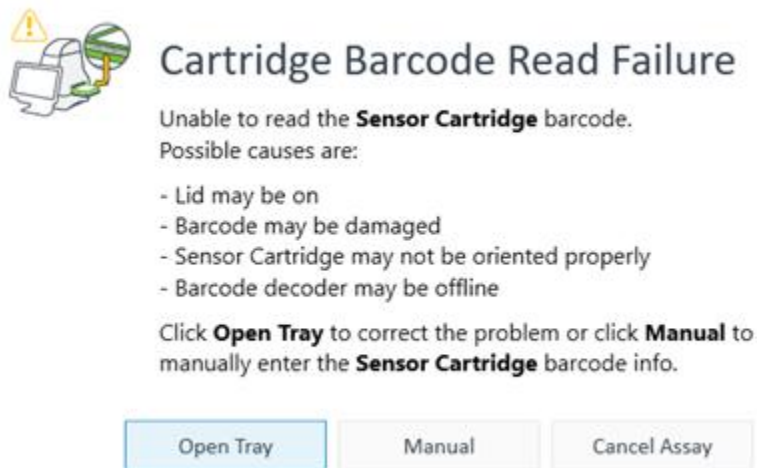 Cartridge Barcode Read Failure
Unable to read the Sensor Cartridge barcode.
Possible causes are:
- Lid may be on
- Barcode may be damaged
- Sensor Cartridge may not be oriented properly
- Barcode decoder may be offline
Click Open Tray to correct the problem or click Manual to
manually enter the Sensor Cartridge barcode info.
Open Tray
Manual
Cancel Assay